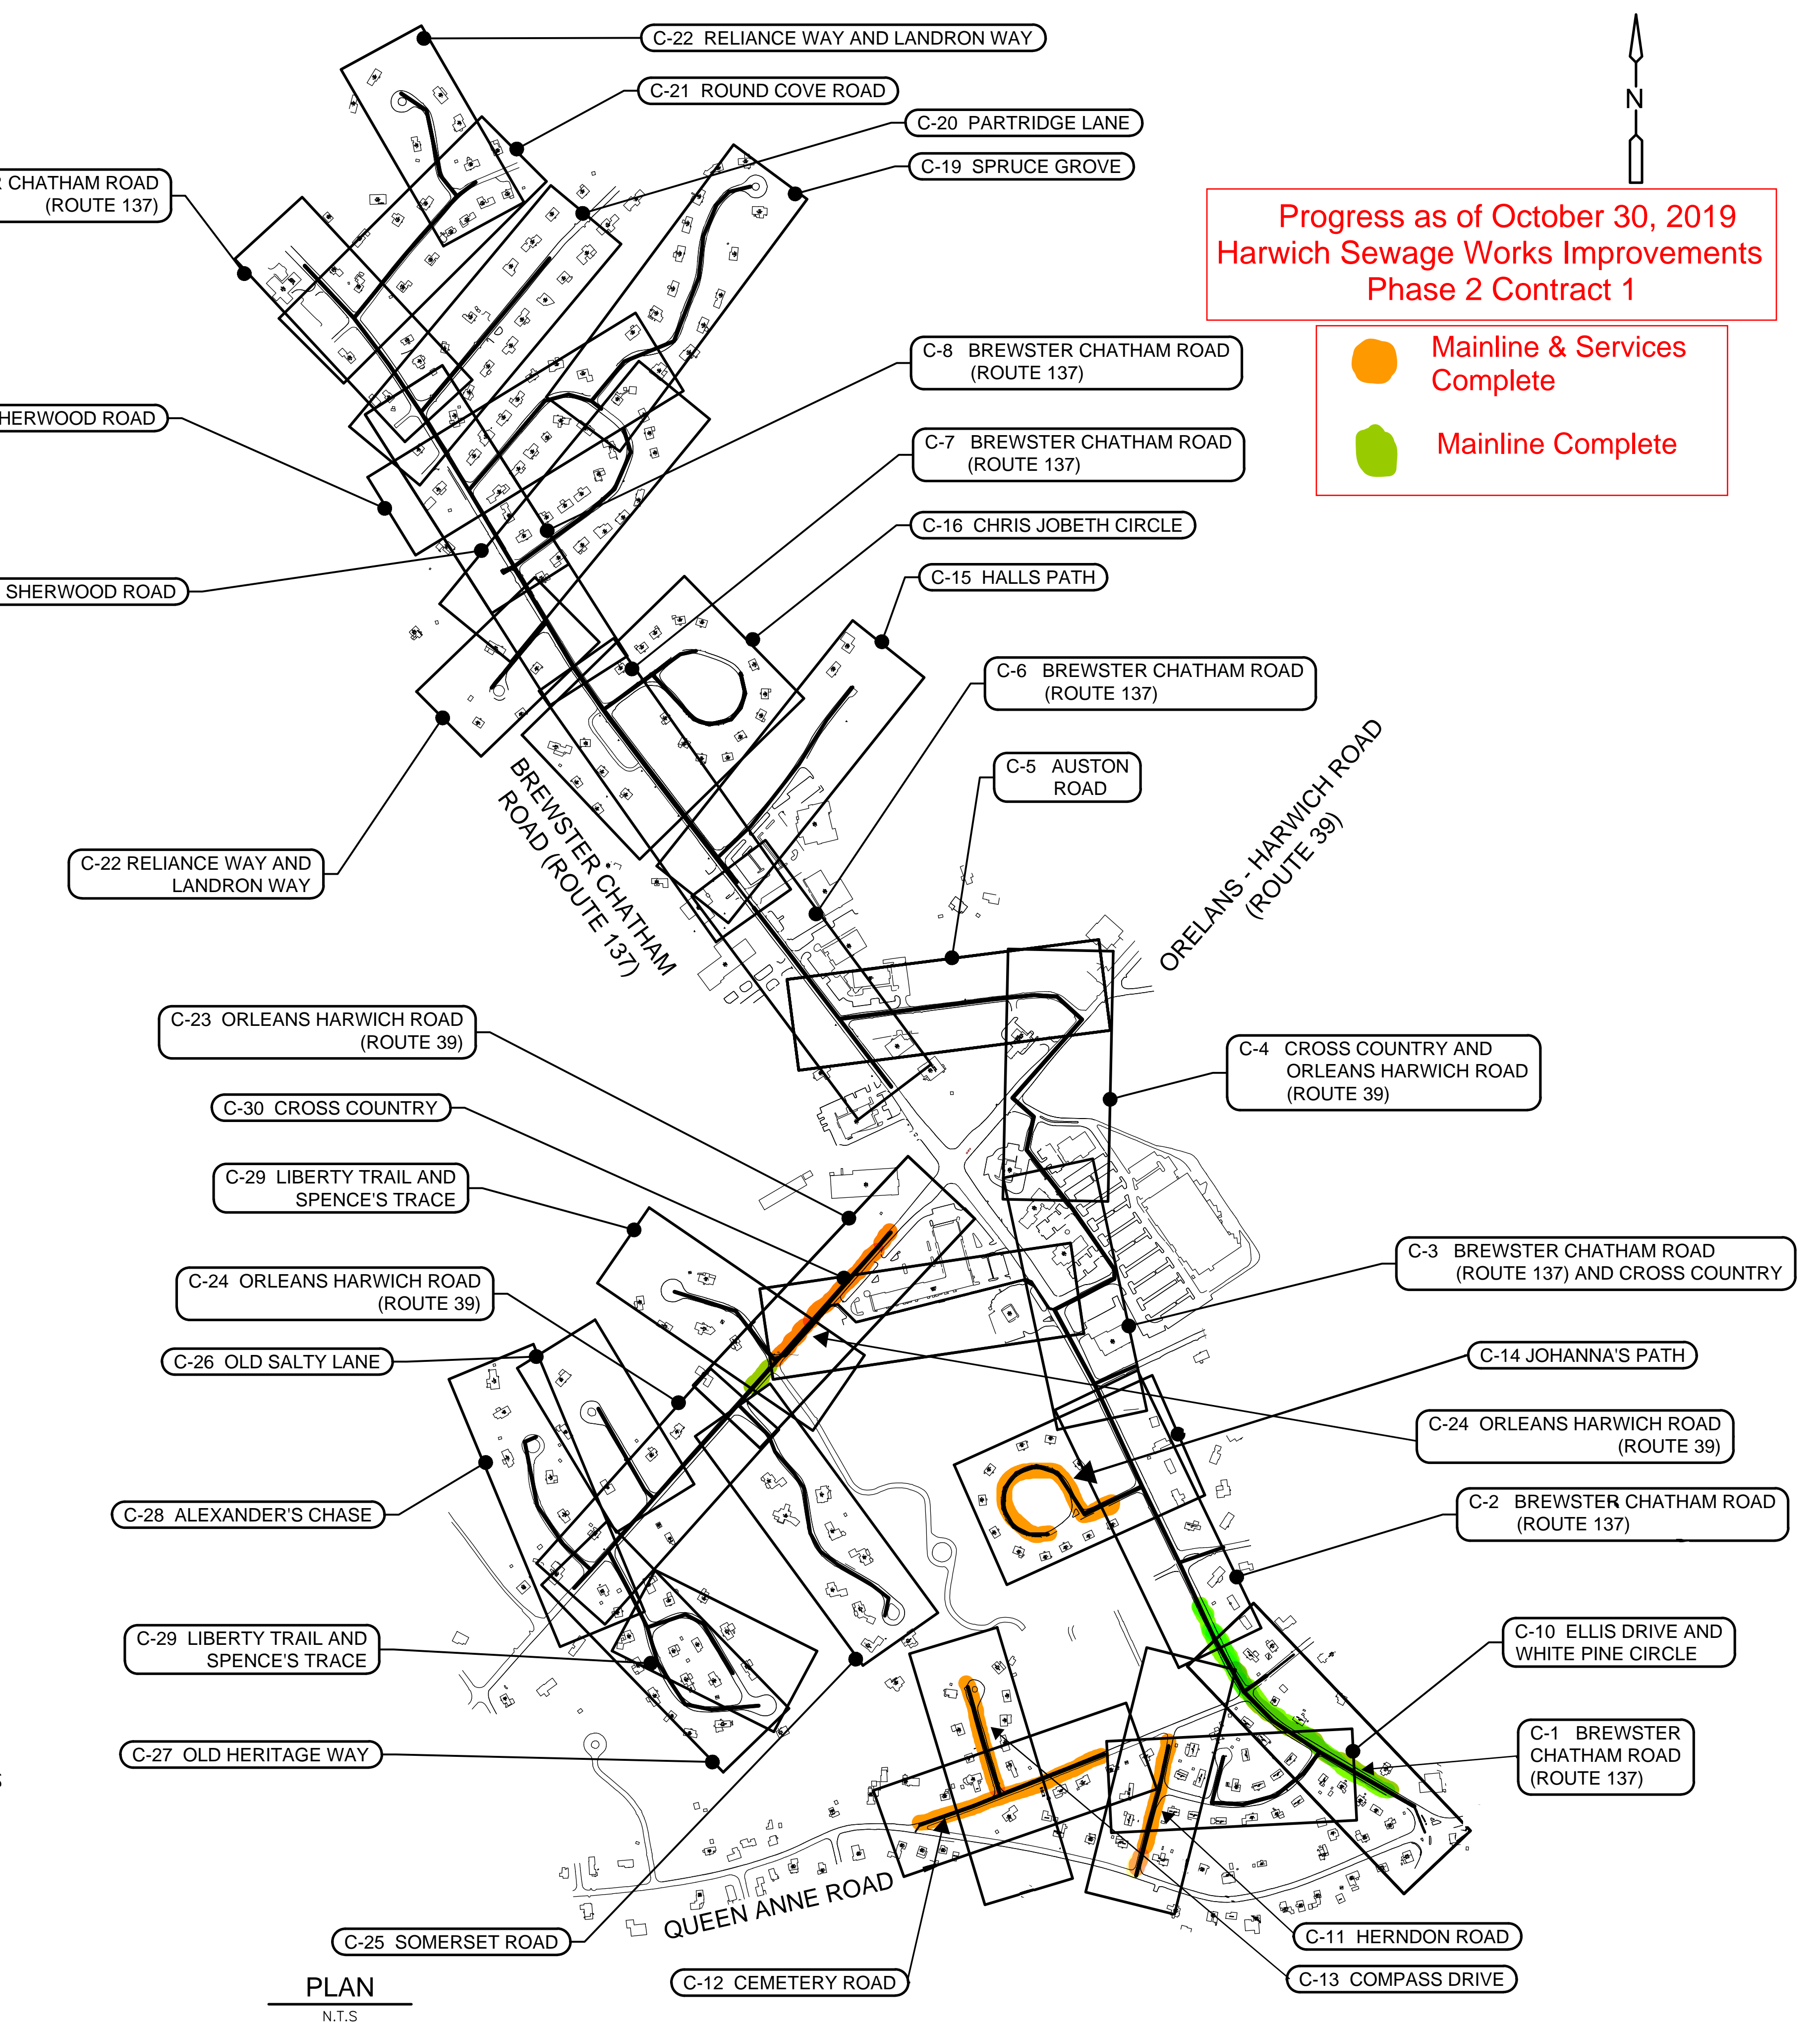 C-22 RELIANCE WAY AND LANDRON WAY
C-21 ROUND COVE ROAD
C-20 PARTRIDGE LANE
C-19 SPRUCE GROVE
N
CHATHAM ROAD
(ROUTE 137)
Progress as of October 30, 2019
Harwich Sewage Works Improvements
Phase 2 Contract 1
Mainline & Services
Complete
Mainline Complete
C-8 BREWSTER CHATHAM ROAD
(ROUTE 137)
HERWOOD ROAD
C-7 BREWSTER CHATHAM ROAD
(ROUTE 137)
C-16 CHRIS JOBETH CIRCLE
C-15 HALLS PATH
SHERWOOD ROAD
C-6 BREWSTER CHATHAM ROAD
(ROUTE 137)
C-5 AUSTON
ROAD
BREWSTER CHATHAM
ROAD (ROUTE 137)
ORELANS - HARWICH ROAD
(ROUTE 39)
C-22 RELIANCE WAY AND
LANDRON WAY
C-23 ORLEANS HARWICH ROAD
(ROUTE 39)
C-4 CROSS COUNTRY AND
ORLEANS HARWICH ROAD
(ROUTE 39)
C-30 CROSS COUNTRY
C-29 LIBERTY TRAIL AND
SPENCE'S TRACE
C-3 BREWSTER CHATHAM ROAD
(ROUTE 137) AND CROSS COUNTRY
C-24 ORLEANS HARWICH ROAD
(ROUTE 39)
C-26 OLD SALTY LANE
C-14 JOHANNA'S PATH
C-24 ORLEANS HARWICH ROAD
(ROUTE 39)
C-28 ALEXANDER'S CHASE
C-2 BREWSTER CHATHAM ROAD
(ROUTE 137)
C-29 LIBERTY TRAIL AND
SPENCE'S TRACE
C-10 ELLIS DRIVE AND
WHITE PINE CIRCLE
C-27 OLD HERITAGE WAY
C-1 BREWSTER
CHATHAM ROAD
(ROUTE 137)
QUEEN ANNE ROAD
C-25 SOMERSET ROAD
C-11 HERNDON ROAD
C-12 CEMETERY ROAD
C-13 COMPASS DRIVE
PLAN
N.T.S